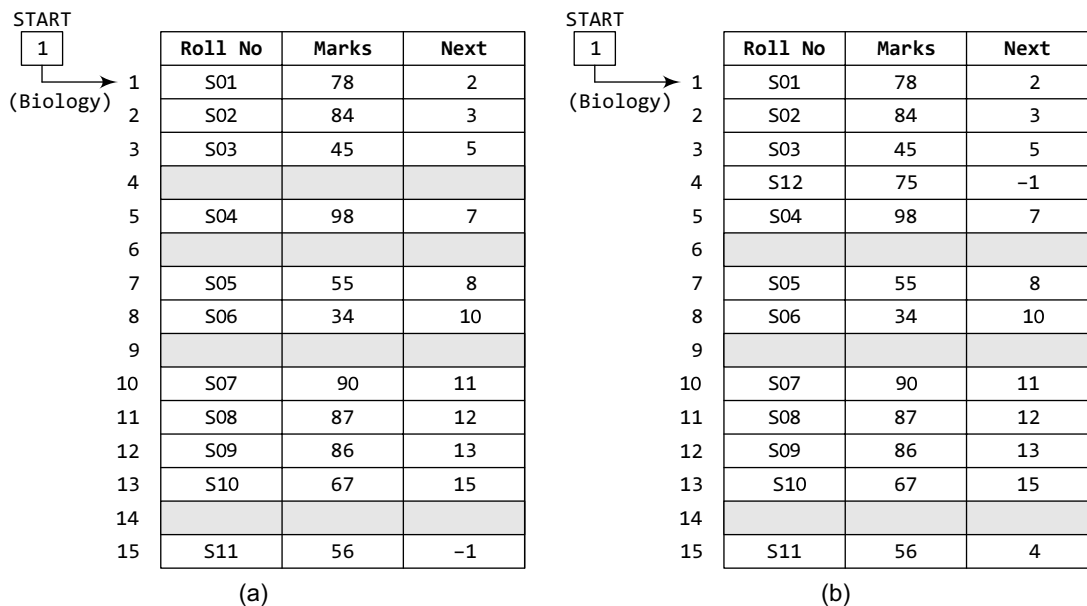 START
1
(Biology)
Roll No Marks Next
1 S01 78 2
2 S02 84 3
3 S03 45 5
4
5 S04 98 7
6
7 S05 55 8
8 S06 34 10
9
10 S07 90 11
11 S08 87 12
12 S09 86 13
13 S10 67 15
14
15 S11 56 –1
(a)
START
1
(Biology)
Roll No Marks Next
1 S01 78 2
2 S02 84 3
3 S03 45 5
4 S12 75 –1
5 S04 98 7
6
7 S05 55 8
8 S06 34 10
9
10 S07 90 11
11 S08 87 12
12 S09 86 13
13 S10 67 15
14
15 S11 56 4
(b)